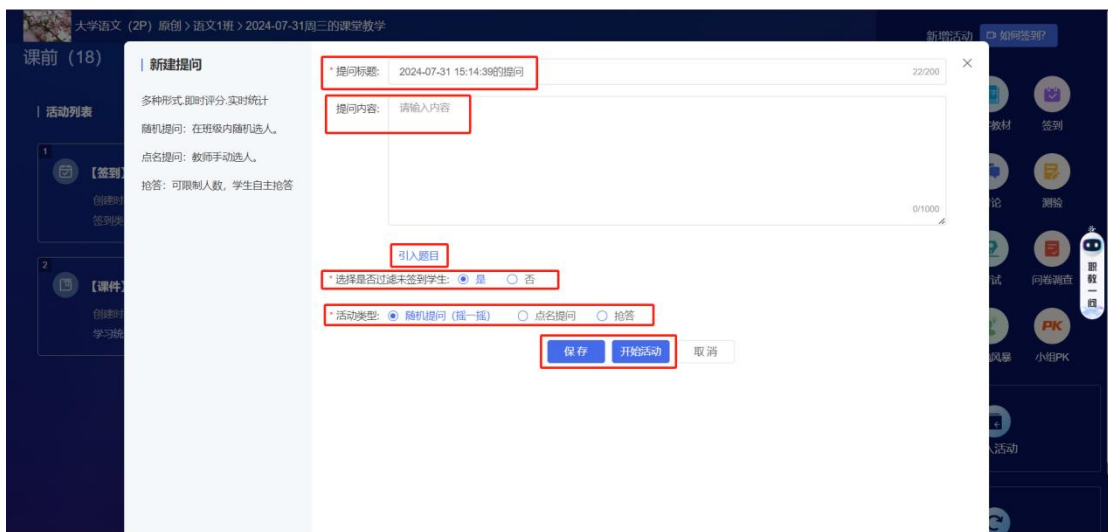 大学语文 (2P) 原创 > 语文1班 > 2024-07-31周三的课堂教学
新增活动 如何签到?
课前 (18)
新建提问
多种形式.即时评分.实时统计
随机提问：在班级内随机选人。
点名提问：教师手动选人。
抢答：可限制人数，学生自主抢答
* 提问标题: 2024-07-31 15:14:39的提问 22/200
提问内容: 请输入内容
0/1000
引入题目
* 选择是否过滤未签到学生: 是 否
* 活动类型: 随机提问 (摇一摇) 点名提问 抢答
保存 开始活动 取消
活动列表
1
【签到】
创建时
签到类
2
【课件】
创建时
学习统
教材 签到
论 测验
试 问卷调查
风暴 小组PK
PK
入活动
职教一问